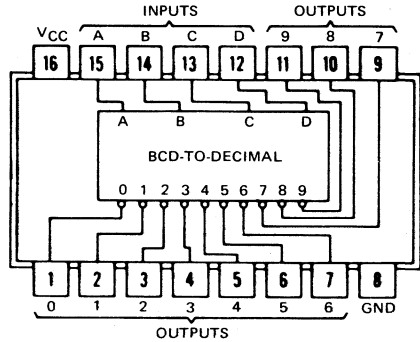 INPUTS OUTPUTS
VCC A B C D 9 8 7
16 15 14 13 12 11 10 9
A B C D
BCD-TO-DECIMAL
0 1 2 3 4 5 6 7 8 9
1 2 3 4 5 6 7 8
0 1 2 3 4 5 6 GND
OUTPUTS